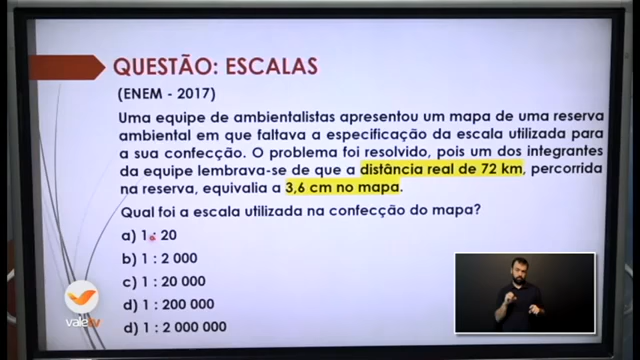 QUESTÃO: ESCALAS
(ENEM - 2017)
Uma equipe de ambientalistas apresentou um mapa de uma reserva
ambiental em que faltava a especificação da escala utilizada para
a sua confecção. O problema foi resolvido, pois um dos integrantes
da equipe lembrava-se de que a distância real de 72 km, percorrida
na reserva, equivalia a 3,6 cm no mapa.
Qual foi a escala utilizada na confecção do mapa?
a) 1 : 20
b) 1 : 2 000
c) 1 : 20 000
d) 1 : 200 000
d) 1 : 2 000 000
vale tv